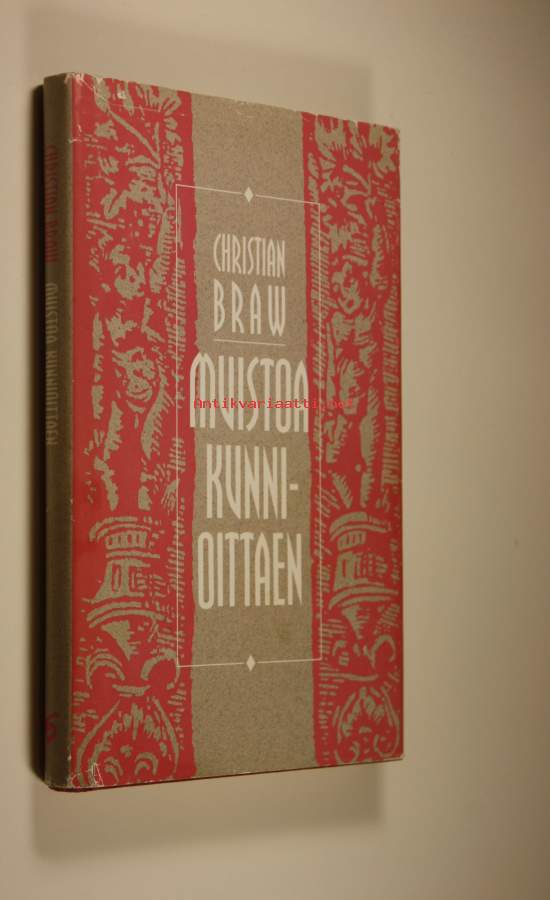 CHRISTIAN
BRAW
MUISTOA
KUNNI-
OITTAEN
Antikvariaatti.net
CHRISTIAN BRAW MUISTOA KUNNIOITTAEN
S